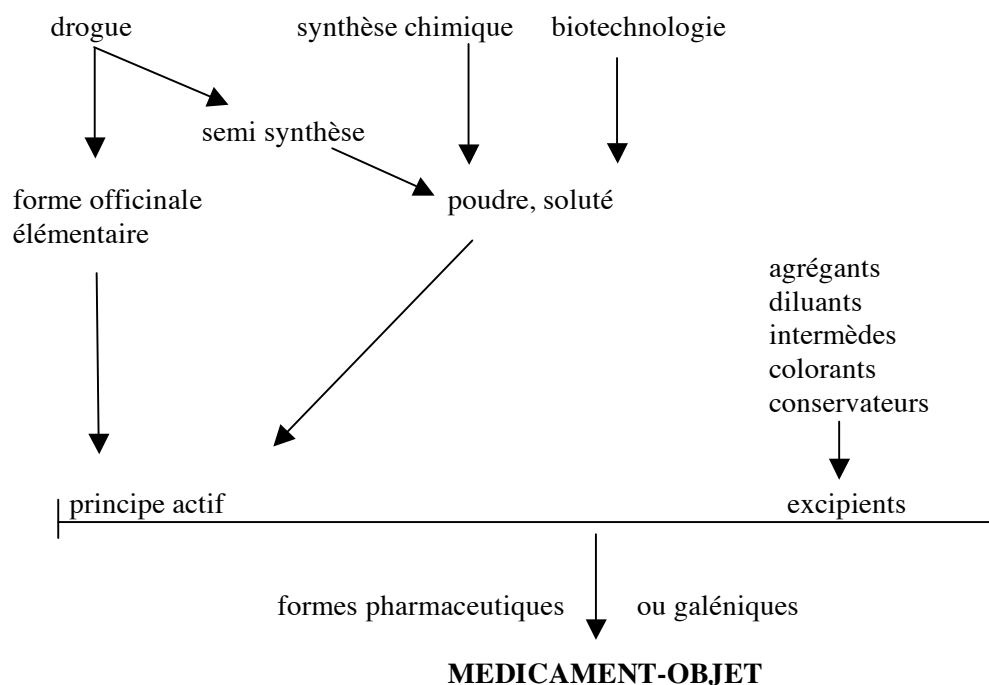 drogue synthèse chimique biotechnologie
semi synthèse
forme officinale
élémentaire
poudre, soluté
agrégants
diluants
intermèdes
colorants
conservateurs
principe actif excipients
formes pharmaceutiques ou galéniques
MEDICAMENT-OBJET